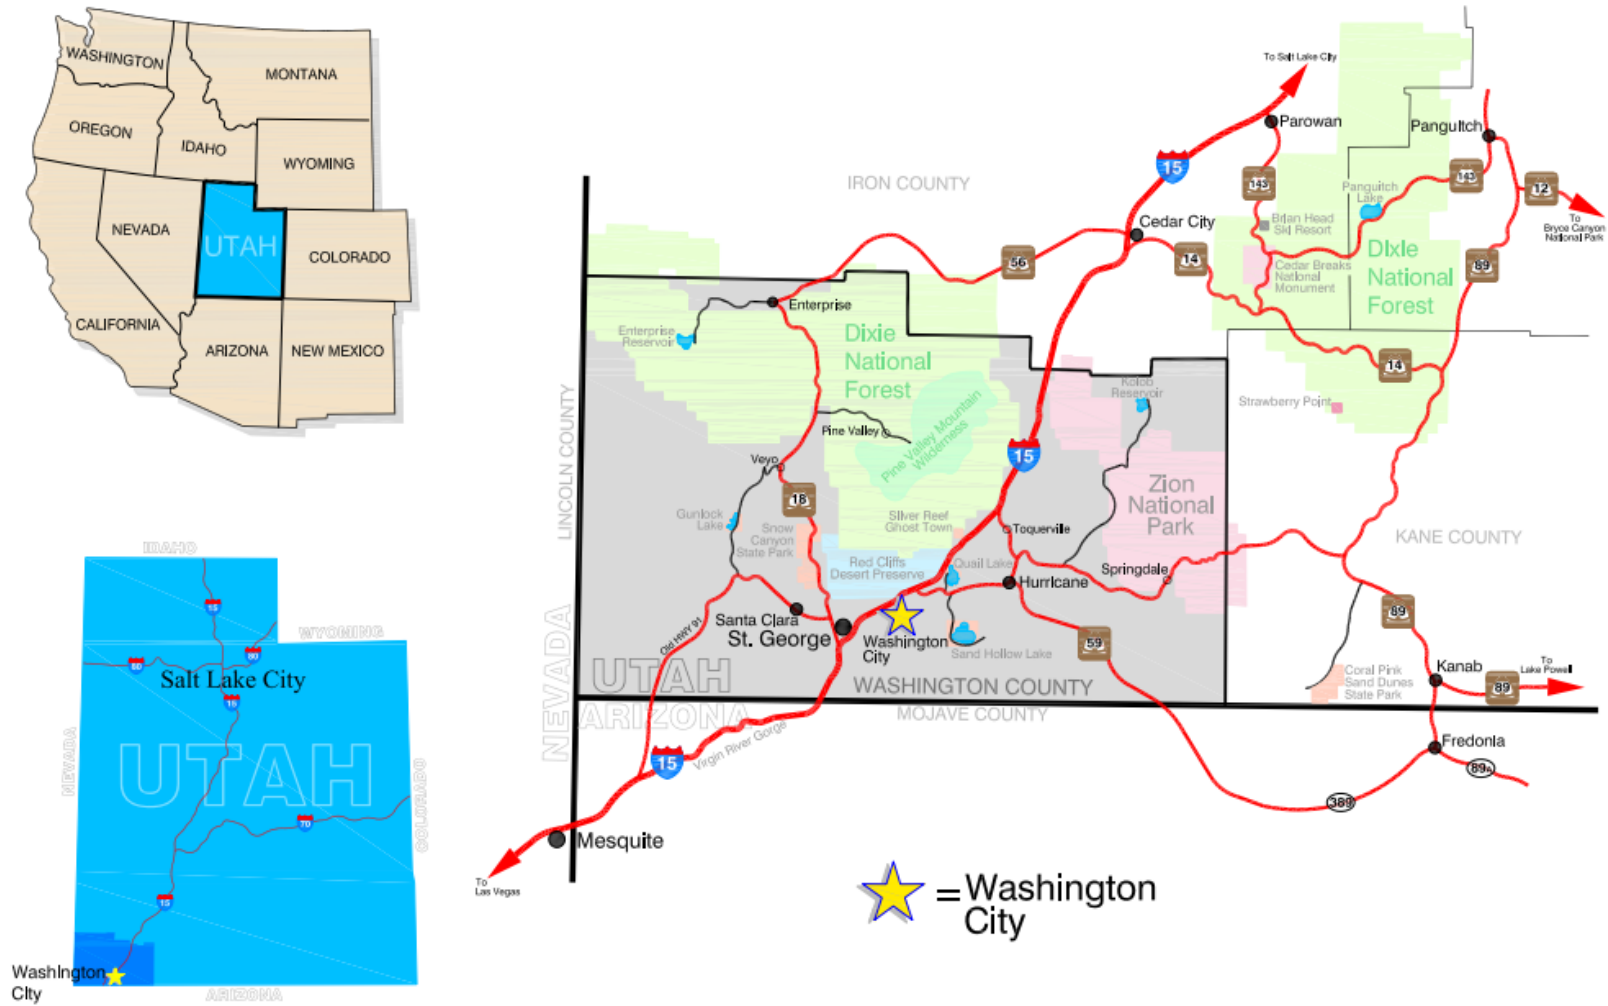 WASHINGTON
MONTANA
OREGON
IDAHO
WYOMING
NEVADA
UTAH
COLORADO
CALIFORNIA
ARIZONA
NEW MEXICO
IDAHO
15
WYOMING
80
80
Salt Lake City
15
NEVADA
UTAH
COLORADO
70
15
Washington
City
ARIZONA
To Salt Lake City
Parowan
Panguitch
15
IRON COUNTY
143
143
12
Panguitch
Lake
To
Bryce Canyon
National Park
Brian Head
Ski Resort
Cedar City
56
14
89
Cedar Breaks
National
Monument
Dixie
National
Forest
Enterprise
Enterprise
Reservoir
Dixie
National
Forest
14
Kolob
Reservoir
Strawberry Point
LINCOLN COUNTY
Pine Valley
Pine Valley Mountain
Wilderness
15
Veyo
18
Zion
National
Park
Gunlock
Lake
Snow
Canyon
State Park
Silver Reef
Ghost Town
Toquerville
KANE COUNTY
Red Cliffs
Desert Preserve
Quail Lake
Springdale
Hurricane
Santa Clara
St. George
Washington
City
Old HWY 91
Sand Hollow Lake
59
89
NEVADA
UTAH
WASHINGTON COUNTY
Coral Pink
Sand Dunes
State Park
Kanab
89
To
Lake Powell
ARIZONA
MOJAVE COUNTY
Virgin River Gorge
15
Fredonia
89A
389
Mesquite
To
Las Vegas
= Washington
City